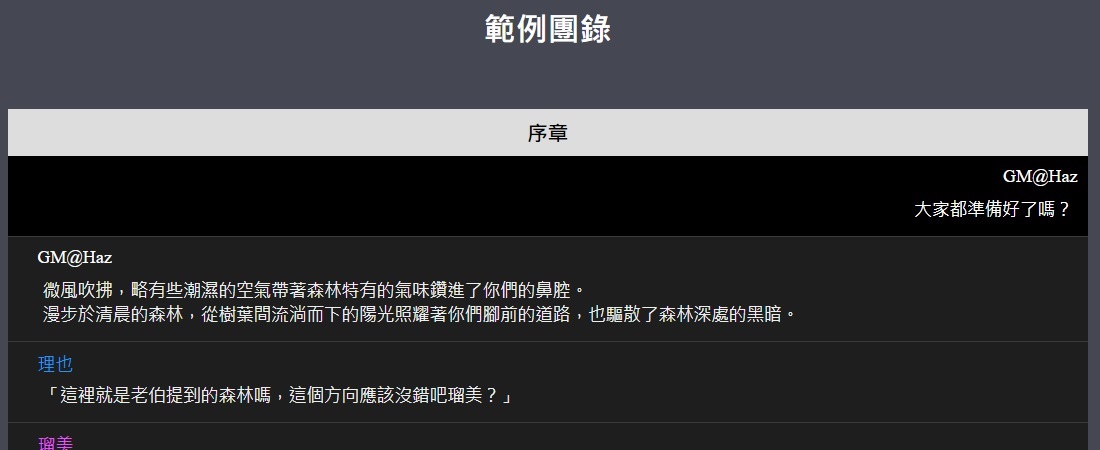 範例團錄
序章
GM@Haz
大家都準備好了嗎？
GM@Haz
微風吹拂，略有些潮濕的空氣帶著森林特有的氣味鑽進了你們的鼻腔。
漫步於清晨的森林，從樹葉間流淌而下的陽光照耀著你們腳前的道路，也驅散了森林深處的黑暗。
理也
「這裡就是老伯提到的森林嗎，這個方向應該沒錯吧瑠美？」
瑠美